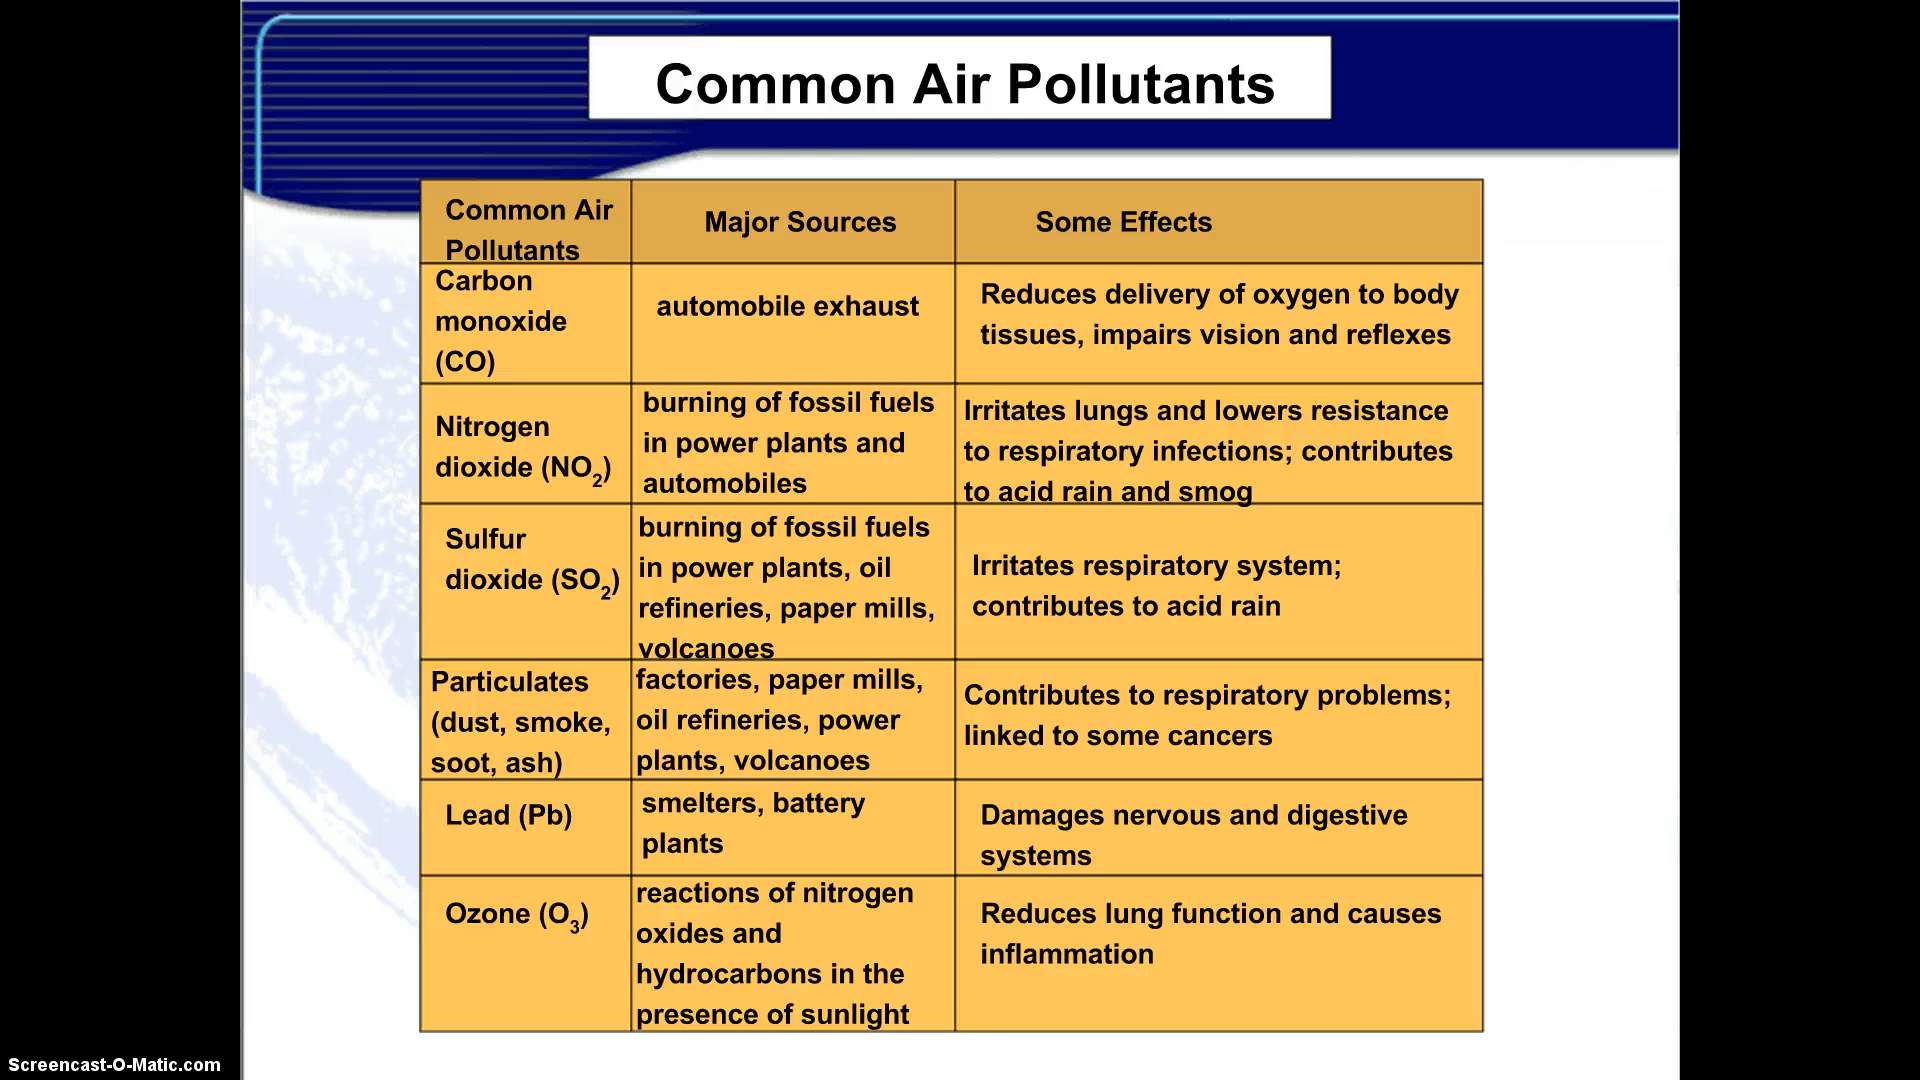 Common Air Pollutants
Common Air
Pollutants
Major Sources
Some Effects
Carbon
monoxide
(CO)
automobile exhaust
Reduces delivery of oxygen to body
tissues, impairs vision and reflexes
Nitrogen
dioxide (NO₂)
burning of fossil fuels
in power plants and
automobiles
Irritates lungs and lowers resistance
to respiratory infections; contributes
to acid rain and smog
Sulfur
dioxide (SO₂)
burning of fossil fuels
in power plants, oil
refineries, paper mills,
volcanoes
Irritates respiratory system;
contributes to acid rain
Particulates
(dust, smoke,
soot, ash)
factories, paper mills,
oil refineries, power
plants, volcanoes
Contributes to respiratory problems;
linked to some cancers
Lead (Pb)
smelters, battery
plants
Damages nervous and digestive
systems
Ozone (O₃)
reactions of nitrogen
oxides and
hydrocarbons in the
presence of sunlight
Reduces lung function and causes
inflammation
Screencast-O-Matic.com